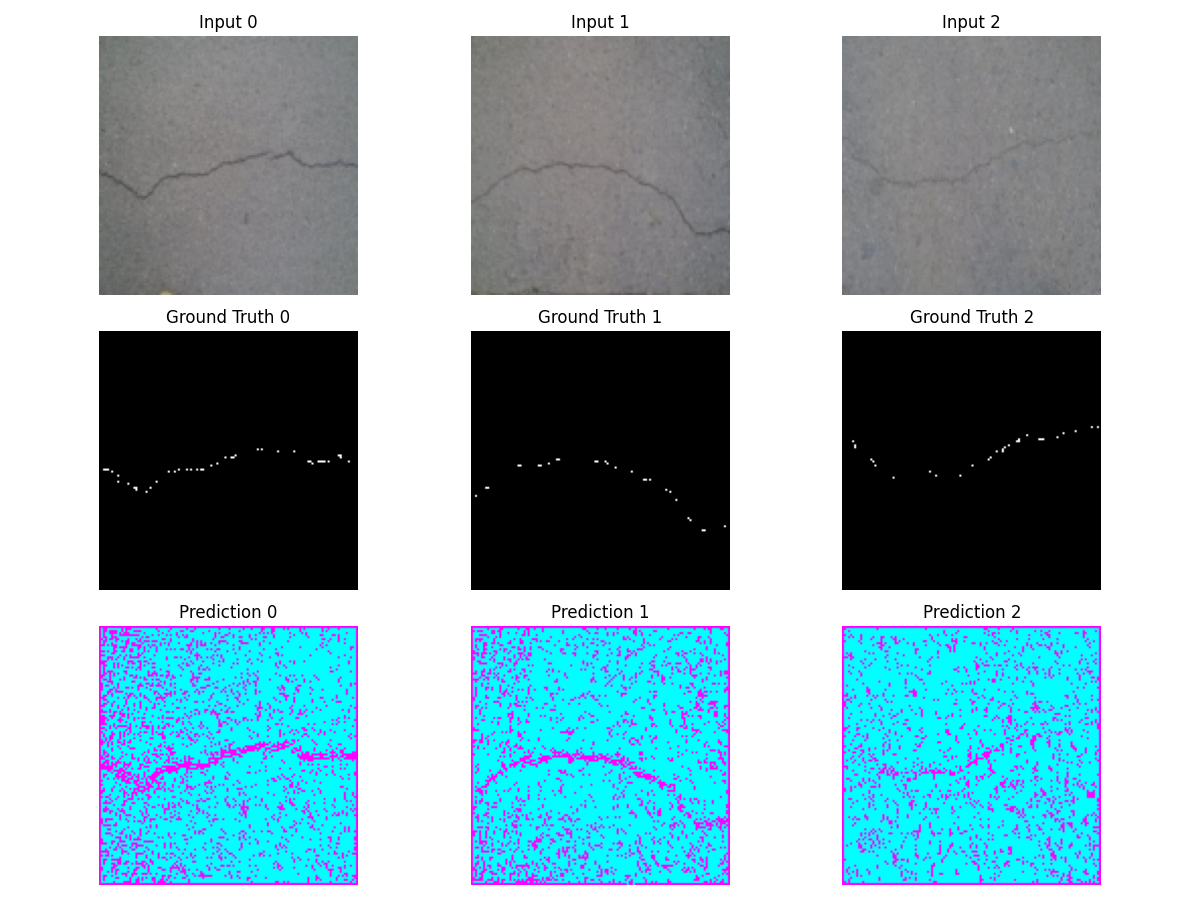 Input 0
Input 1
Input 2
Ground Truth 0
Ground Truth 1
Ground Truth 2
Prediction 0
Prediction 1
Prediction 2